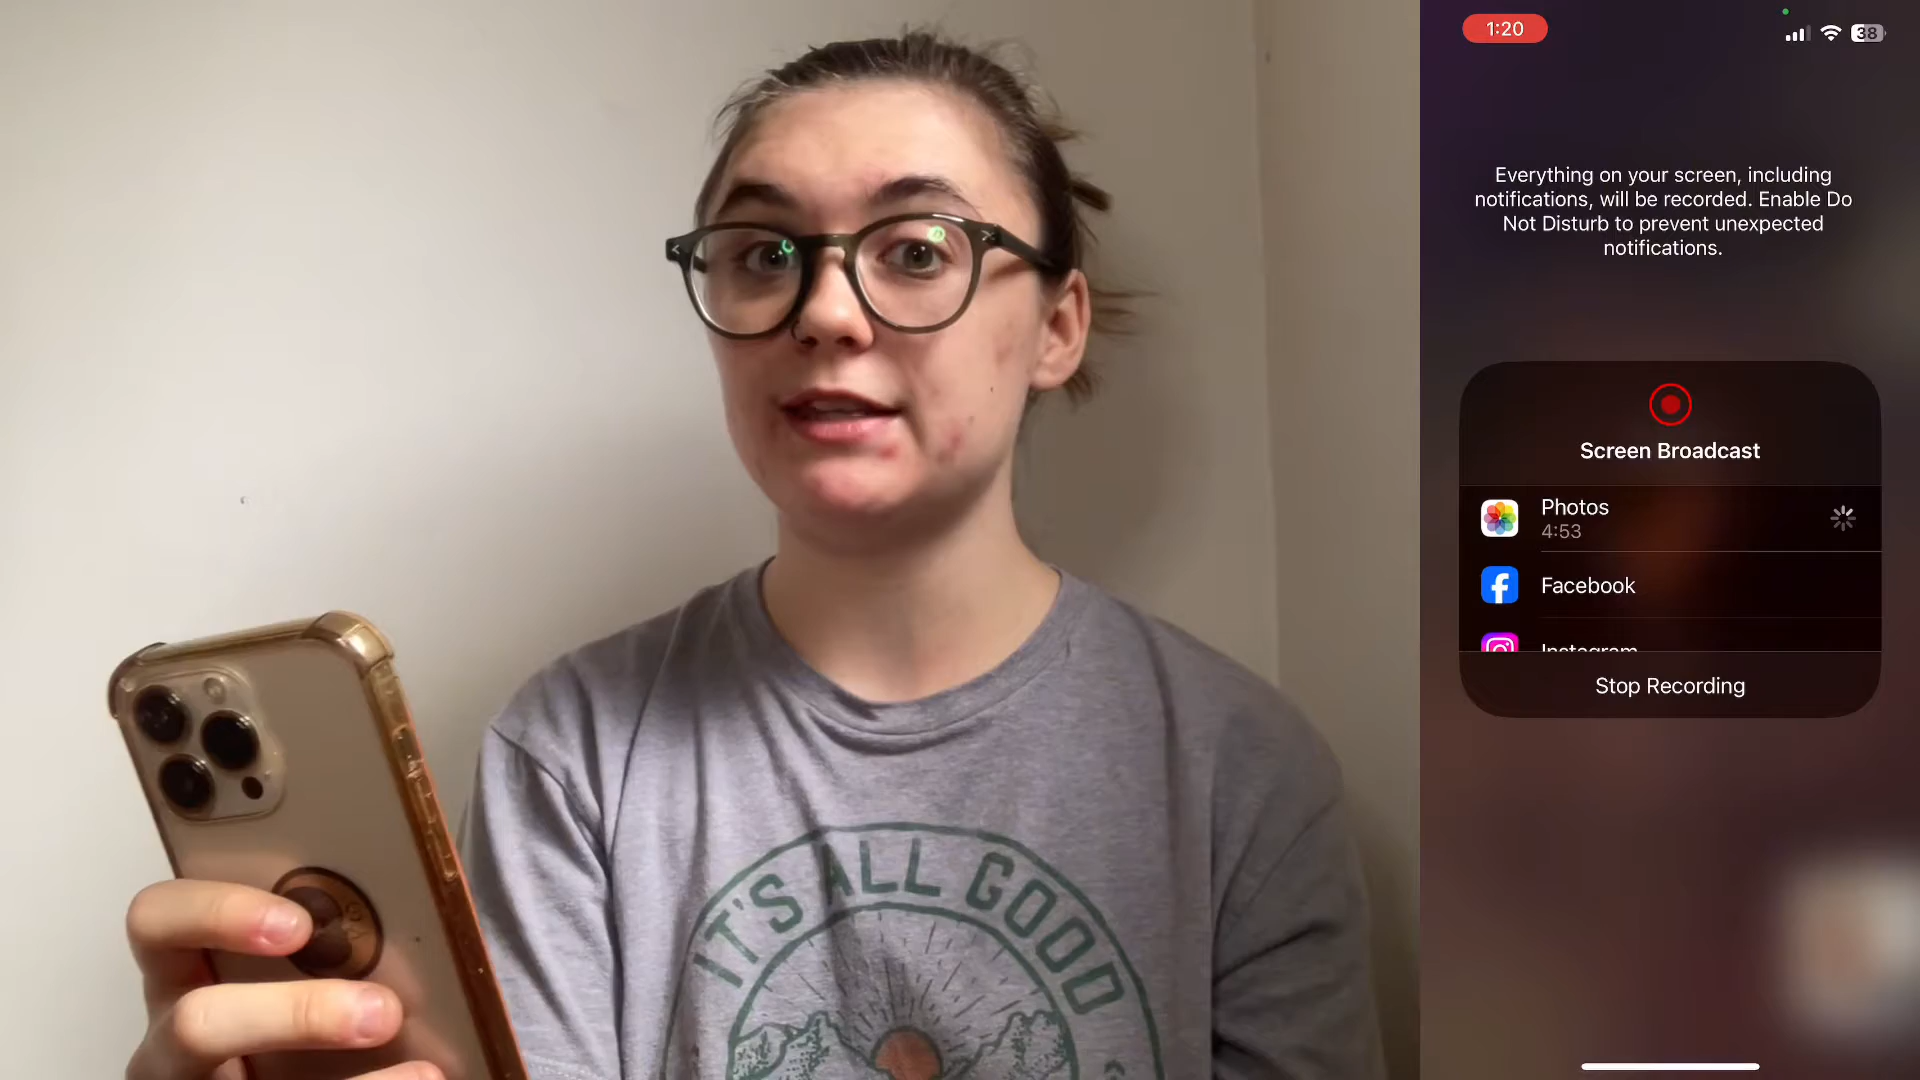 1:20
38
Everything on your screen, including
notifications, will be recorded. Enable Do
Not Disturb to prevent unexpected
notifications.
Screen Broadcast
Photos
4:53
Facebook
Instagram
Stop Recording
IT'S ALL GOOD